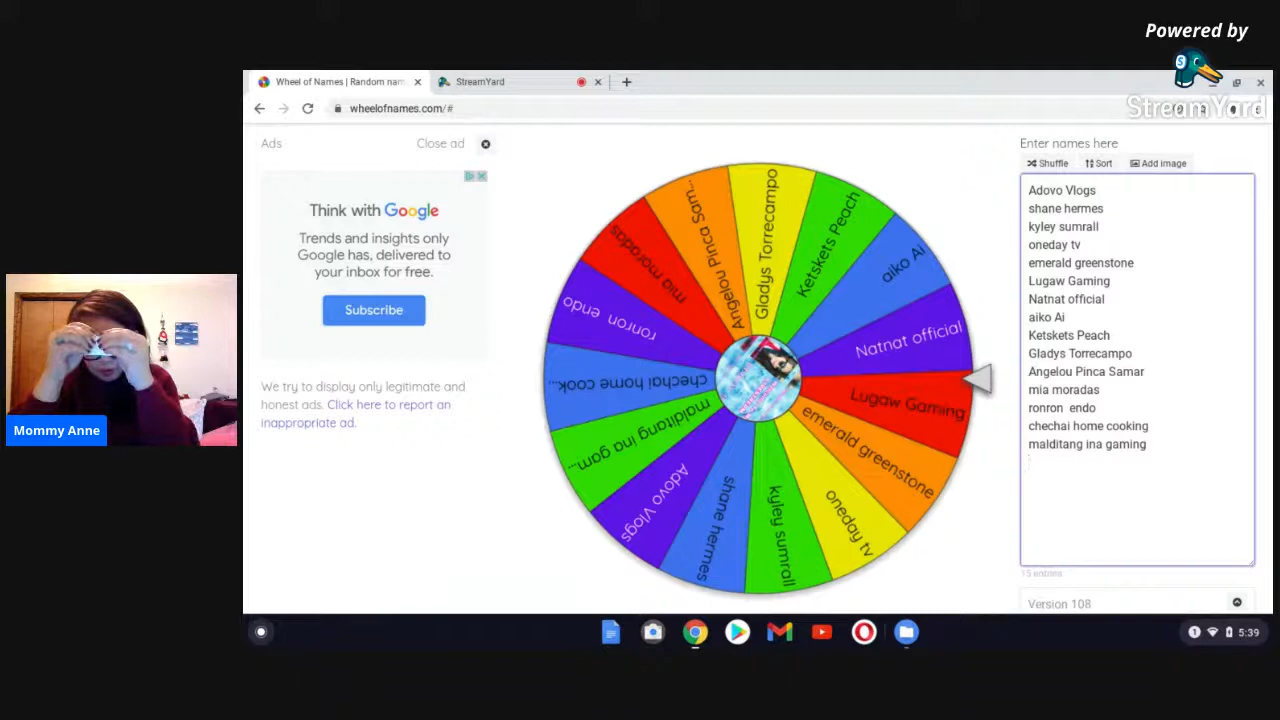 Powered by
StreamYard
Wheel of Names | Random nam
StreamYard
wheelofnames.com/#
Ads
Close ad
Think with Google
Trends and insights only
Google has, delivered to
your inbox for free.
Subscribe
We try to display only legitimate and
honest ads. Click here to report an
inappropriate ad.
Gladys Torrecampo
Ketskets Peach
aiko Ai
Natnat official
Lugaw Gaming
emerald greenstone
oneday tv
kyley sumrall
shane hermes
Adovo Vlogs
malditang ina gam...
chechai home cook...
ronron endo
mia moradas
Angelou Pinca Sam...
Enter names here
Shuffle
Sort
Add image
Adovo Vlogs
shane hermes
kyley sumrall
oneday tv
emerald greenstone
Lugaw Gaming
Natnat official
aiko Ai
Ketskets Peach
Gladys Torrecampo
Angelou Pinca Samar
mia moradas
ronron  endo
chechai home cooking
malditang ina gaming
15 entries
Version 108
Mommy Anne
1
5:39